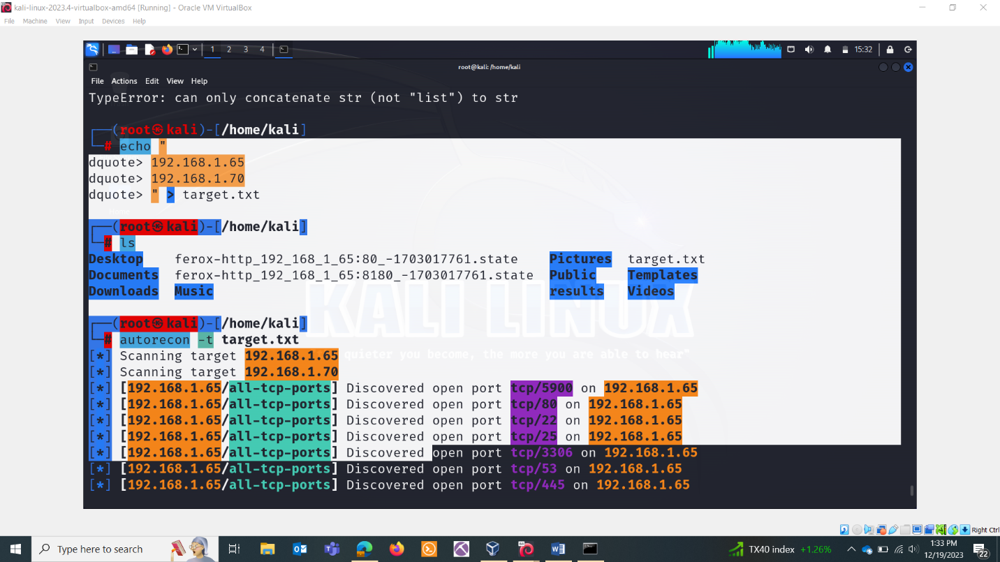 kali-linux-2023.4-virtualbox-amd64 [Running] - Oracle VM VirtualBox
File Machine View Input Devices Help
1 2 3 4 15:32
root@kali: /home/kali
File Actions Edit View Help
TypeError: can only concatenate str (not "list") to str
(root㉿kali)-[/home/kali]
# echo "
dquote> 192.168.1.65
dquote> 192.168.1.70
dquote> " > target.txt
(root㉿kali)-[/home/kali]
# ls
Desktop ferox-http_192_168_1_65:80_-1703017761.state Pictures target.txt
Documents ferox-http_192_168_1_65:8180_-1703017761.state Public Templates
Downloads Music results Videos
KALI LINUX
(root㉿kali)-[/home/kali]
# autorecon -t target.txt
[*] Scanning target 192.168.1.65
quieter you become, the more you are able to hear"
[*] Scanning target 192.168.1.70
[*] [192.168.1.65/all-tcp-ports] Discovered open port tcp/5900 on 192.168.1.65
[*] [192.168.1.65/all-tcp-ports] Discovered open port tcp/80 on 192.168.1.65
[*] [192.168.1.65/all-tcp-ports] Discovered open port tcp/22 on 192.168.1.65
[*] [192.168.1.65/all-tcp-ports] Discovered open port tcp/25 on 192.168.1.65
[*] [192.168.1.65/all-tcp-ports] Discovered open port tcp/3306 on 192.168.1.65
[*] [192.168.1.65/all-tcp-ports] Discovered open port tcp/53 on 192.168.1.65
[*] [192.168.1.65/all-tcp-ports] Discovered open port tcp/445 on 192.168.1.65
Right Ctrl
Type here to search
TX40 index +1.26%
1:33 PM
12/19/2023
22